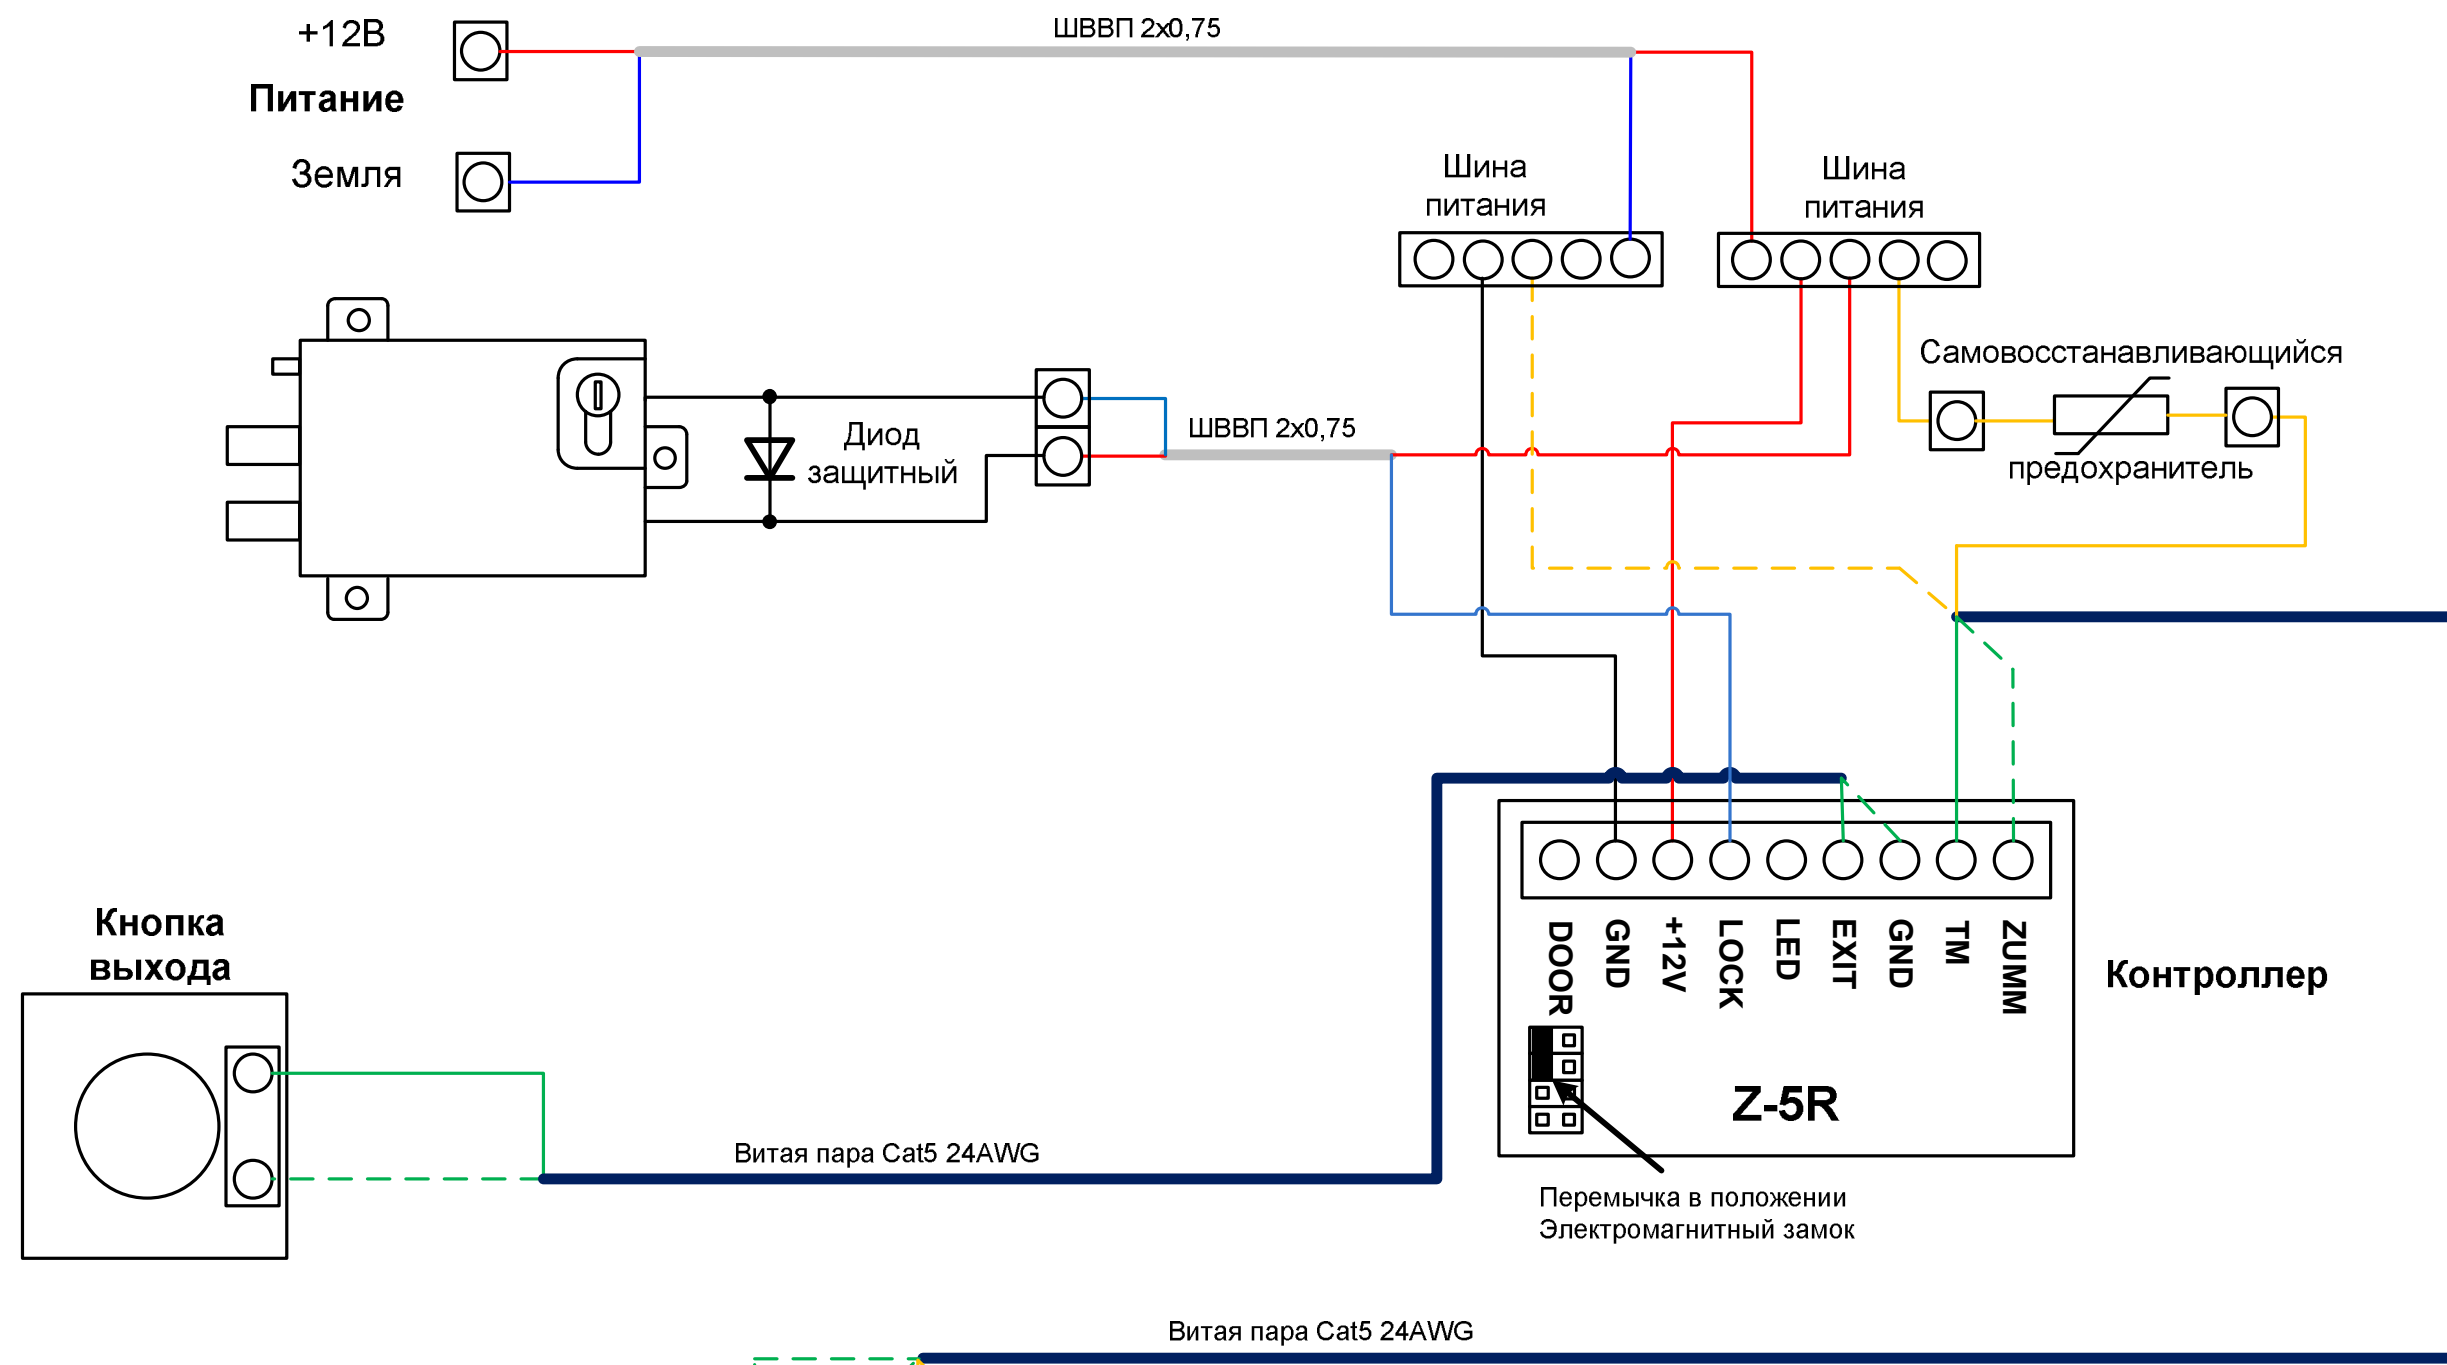 +12В
Питание
Земля
ШВВП 2х0,75
Шина
питания
Шина
питания
Самовосстанавливающийся
предохранитель
Диод
защитный
ШВВП 2х0,75
Кнопка
выхода
Витая пара Cat5 24AWG
DOOR
GND
+12V
LOCK
LED
EXIT
GND
TM
ZUMM
Контроллер
Z-5R
Перемычка в положении
Электромагнитный замок
Витая пара Cat5 24AWG